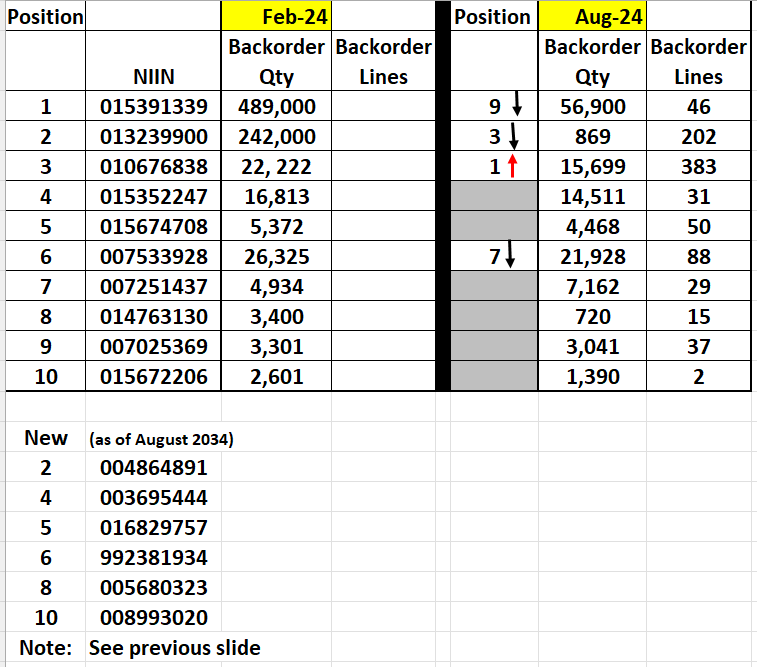 Position Feb-24 Position Aug-24
NIIN Backorder Qty Backorder Lines Backorder Qty Backorder Lines
1 015391339 489,000 9 56,900 46
2 013239900 242,000 3 869 202
3 010676838 22, 222 1 15,699 383
4 015352247 16,813 14,511 31
5 015674708 5,372 4,468 50
6 007533928 26,325 7 21,928 88
7 007251437 4,934 7,162 29
8 014763130 3,400 720 15
9 007025369 3,301 3,041 37
10 015672206 2,601 1,390 2
New (as of August 2034)
2 004864891
4 003695444
5 016829757
6 992381934
8 005680323
10 008993020
Note: See previous slide